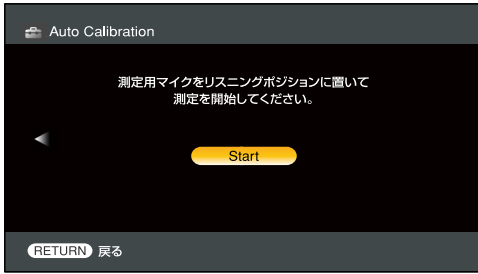 Auto Calibration
測定用マイクをリスニングポジションに置いて
測定を開始してください。
Start
RETURN 戻る